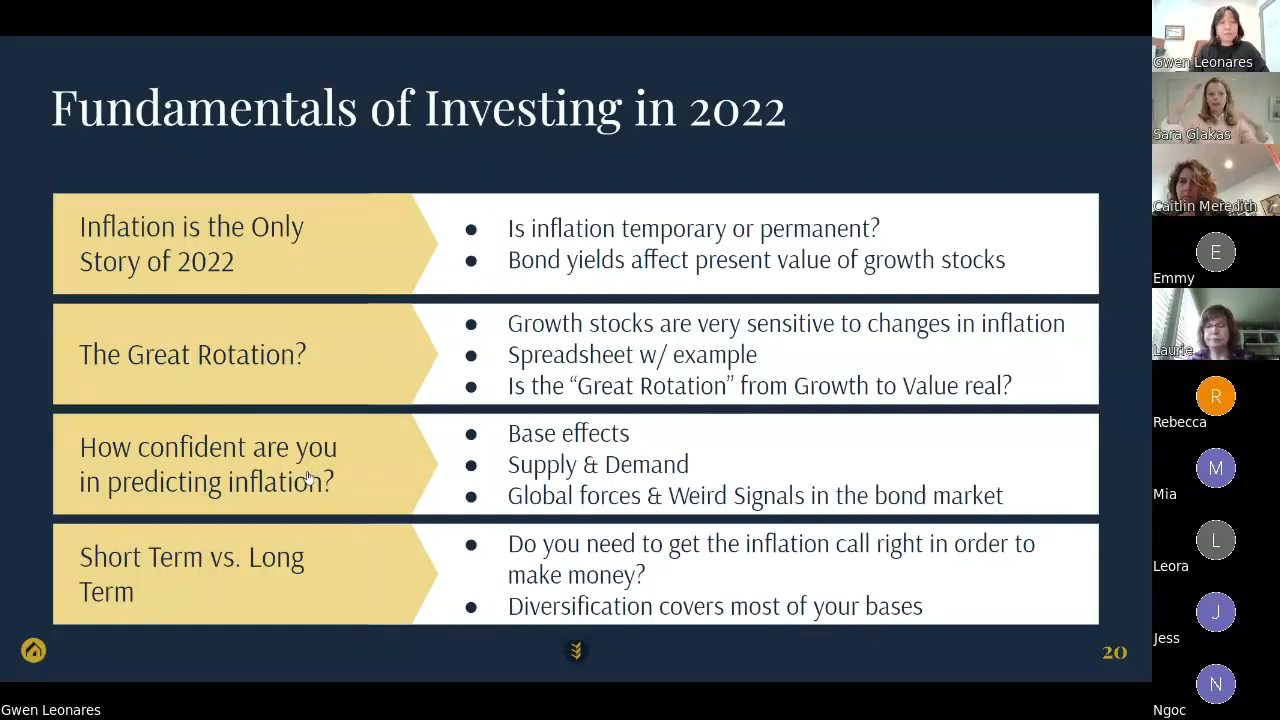 Fundamentals of Investing in 2022
Inflation is the Only
Story of 2022
● Is inflation temporary or permanent?
● Bond yields affect present value of growth stocks
The Great Rotation?
● Growth stocks are very sensitive to changes in inflation
● Spreadsheet w/ example
● Is the “Great Rotation” from Growth to Value real?
How confident are you
in predicting inflation?
● Base effects
● Supply & Demand
● Global forces & Weird Signals in the bond market
Short Term vs. Long
Term
● Do you need to get the inflation call right in order to
make money?
● Diversification covers most of your bases
20
Gwen Leonares
Gwen Leonares
Sara Glakas
Caitlin Meredith
E
Emmy
Laurie
R
Rebecca
M
Mia
L
Leora
J
Jess
N
Ngoc